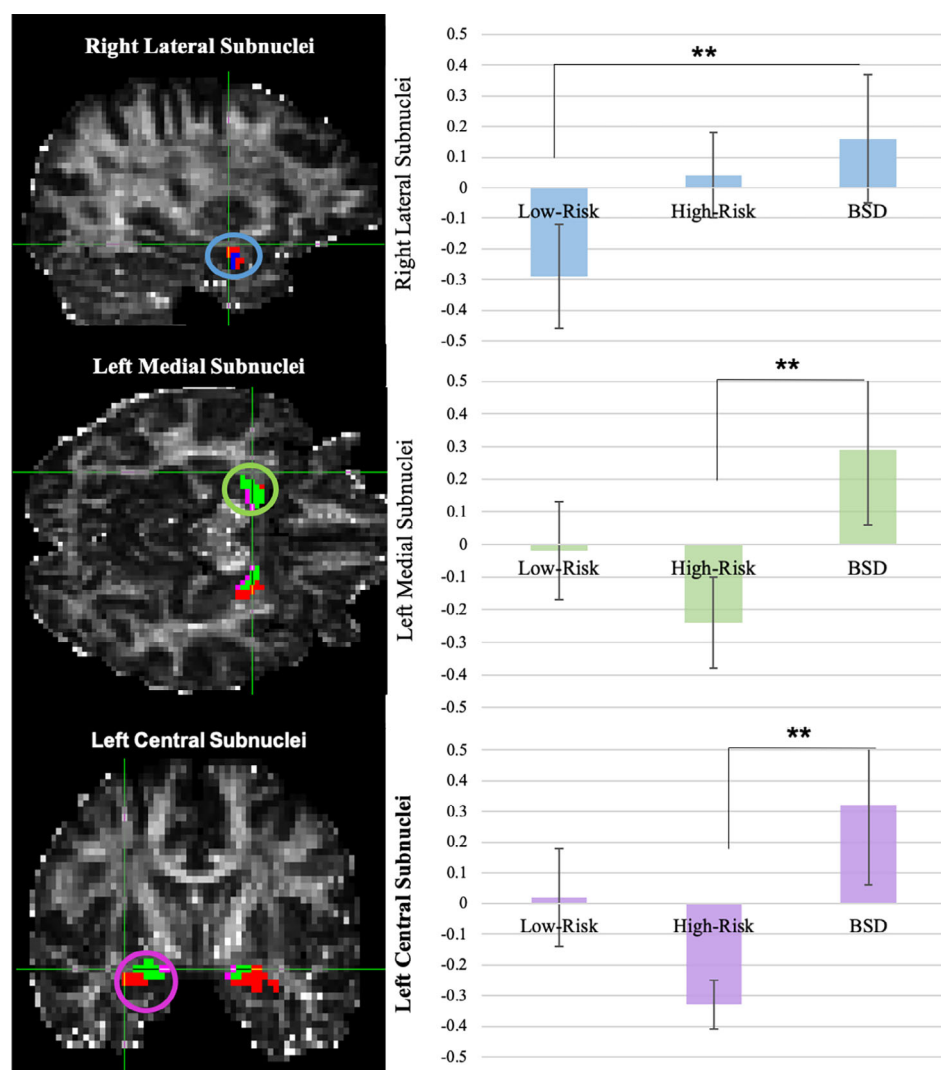 Right Lateral Subnuclei
Right Lateral Subnuclei
0.5
0.4
0.3
0.2
0.1
0
-0.1
-0.2
-0.3
-0.4
-0.5
**
Low-Risk
High-Risk
BSD
Left Medial Subnuclei
Left Medial Subnuclei
0.5
0.4
0.3
0.2
0.1
0
-0.1
-0.2
-0.3
-0.4
-0.5
**
Low-Risk
High-Risk
BSD
Left Central Subnuclei
Left Central Subnuclei
0.5
0.4
0.3
0.2
0.1
0
-0.1
-0.2
-0.3
-0.4
-0.5
**
Low-Risk
High-Risk
BSD